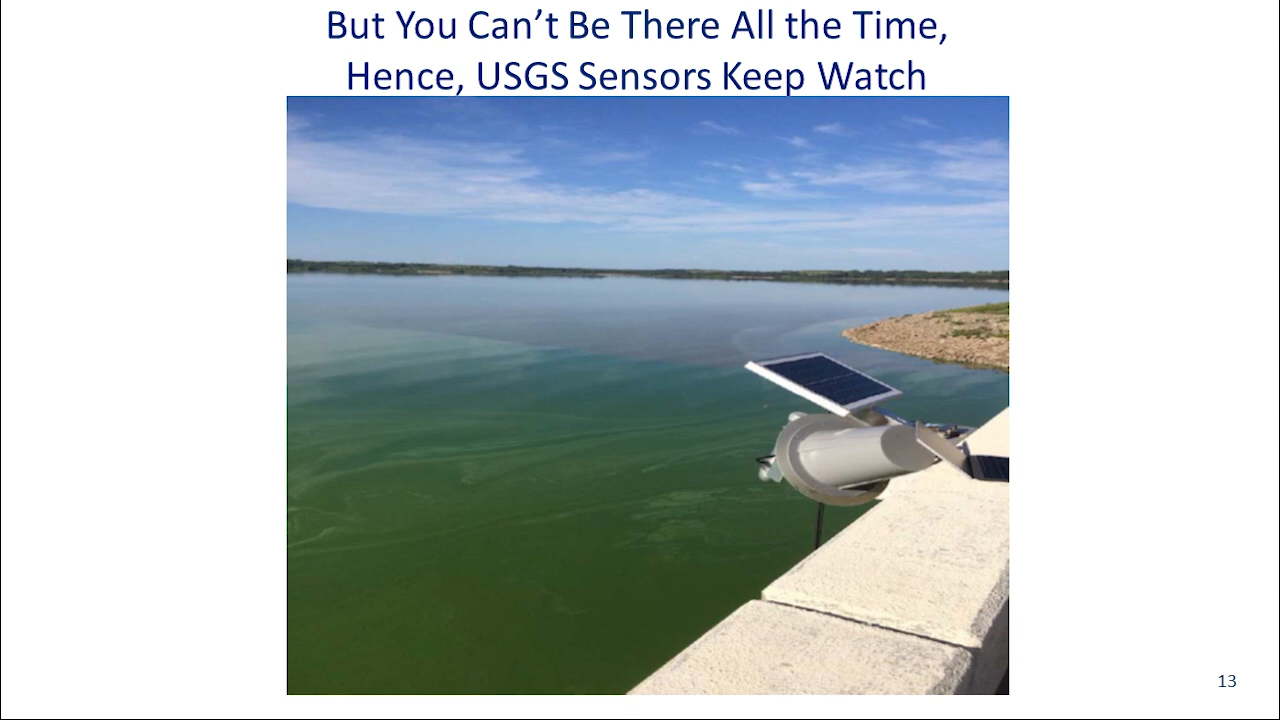 But You Can’t Be There All the Time,
Hence, USGS Sensors Keep Watch
13